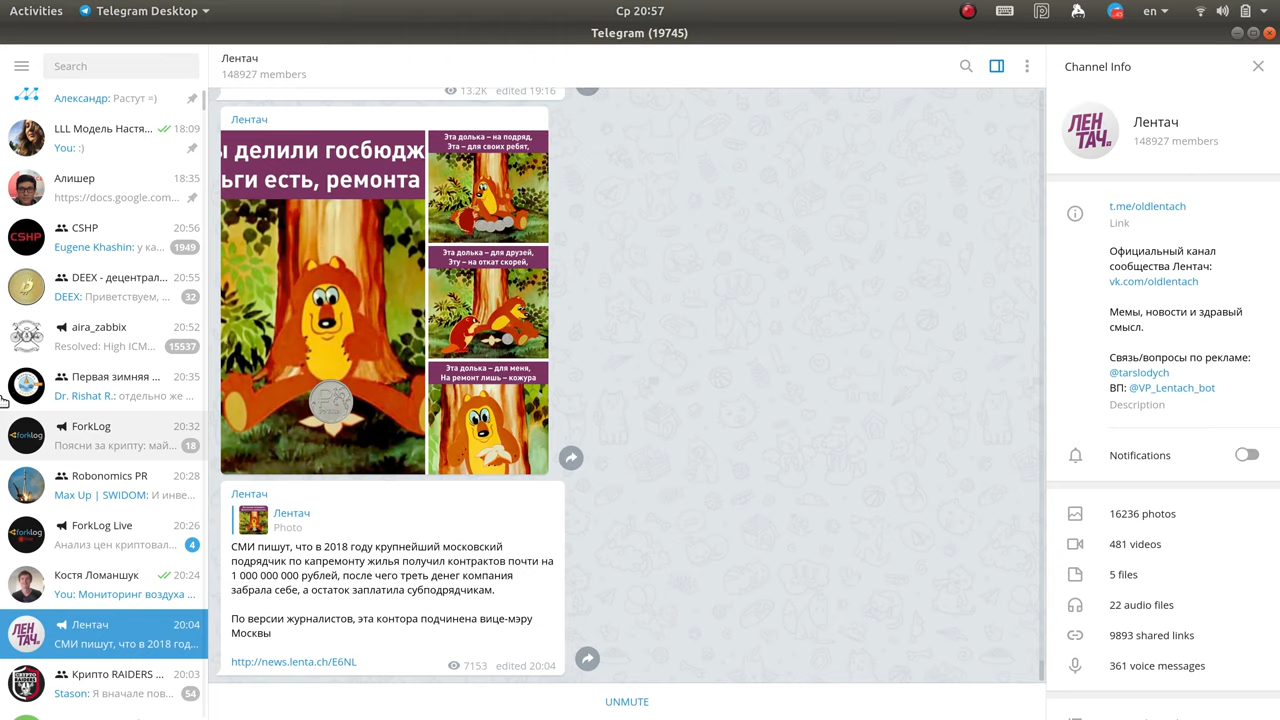 Activities
Telegram Desktop
Ср 20:57
en
Telegram (19745)
Search
Александр: Растут =)
LLL Модель Настя... 18:09
You: :)
Алишер 18:35
https://docs.google.com...
CSHP 20:56
CSHP
Eugene Khashin: у ка... 1949
DEEX - децентрал... 20:55
DEEX: Приветствуем, ... 32
aira_zabbix 20:52
Resolved: High ICM... 15537
Первая зимняя ... 20:35
Dr. Rishat R.: отдельно же ...
ForkLog 20:32
forklog
Поясни за крипту: май... 18
Robonomics PR 20:28
Max Up | SWIDOM: И инве...
ForkLog Live 20:26
forklog
Анализ цен криптовал... 4
Костя Ломаншук 20:24
You: Мониторинг воздуха ...
Лентач 20:04
ЛЕН
ТАЧ.
СМИ пишут, что в 2018 год...
Крипто RAIDERS ... 20:03
Stason: Я вначале пов... 54
Лентач
148927 members
13.2K edited 19:16
Лентач
ы делили госбюдж
ьги есть, ремонта
Эта долька – на подряд,
Эта – для своих ребят,
Эта долька – для друзей,
Эту – на откат скорей,
Эта долька – для меня,
На ремонт лишь – кожура
Лентач
Лентач
Photo
СМИ пишут, что в 2018 году крупнейший московский
подрядчик по капремонту жилья получил контрактов почти на
1 000 000 000 рублей, после чего треть денег компания
забрала себе, а остаток заплатила субподрядчикам.
По версии журналистов, эта контора подчинена вице-мэру
Москвы
http://news.lenta.ch/E6NL
7153 edited 20:04
UNMUTE
Channel Info
ЛЕН
ТАЧ.
Лентач
148927 members
t.me/oldlentach
Link
Официальный канал
сообщества Лентач:
vk.com/oldlentach
Мемы, новости и здравый
смысл.
Связь/вопросы по рекламе:
@tarslodych
ВП: @VP_Lentach_bot
Description
Notifications
16236 photos
481 videos
5 files
22 audio files
9893 shared links
361 voice messages